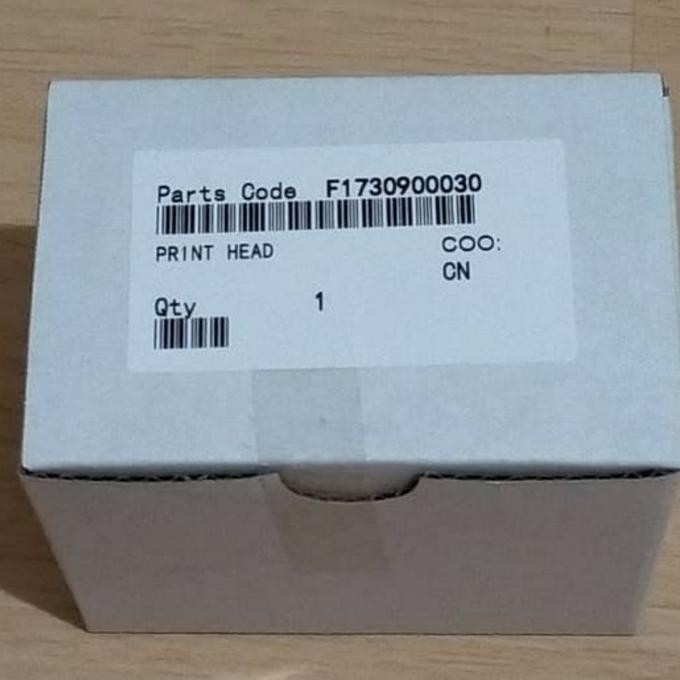 Parts Code F1730900030
PRINT HEAD COO:
CN
Qty 1